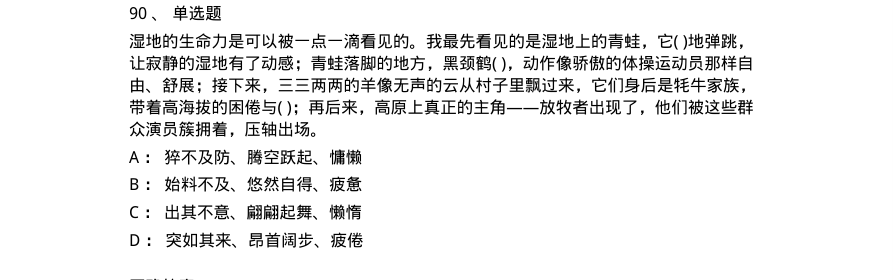 90 、 单选题
湿地的生命力是可以被一点一滴看见的。我最先看见的是湿地上的青蛙，它( )地弹跳，
让寂静的湿地有了动感；青蛙落脚的地方，黑颈鹤( )，动作像骄傲的体操运动员那样自
由、舒展；接下来，三三两两的羊像无声的云从村子里飘过来，它们身后是牦牛家族，
带着高海拔的困倦与( )；再后来，高原上真正的主角——放牧者出现了，他们被这些群
众演员簇拥着，压轴出场。
A ： 猝不及防、腾空跃起、慵懒
B ： 始料不及、悠然自得、疲惫
C ： 出其不意、翩翩起舞、懒惰
D ： 突如其来、昂首阔步、疲倦